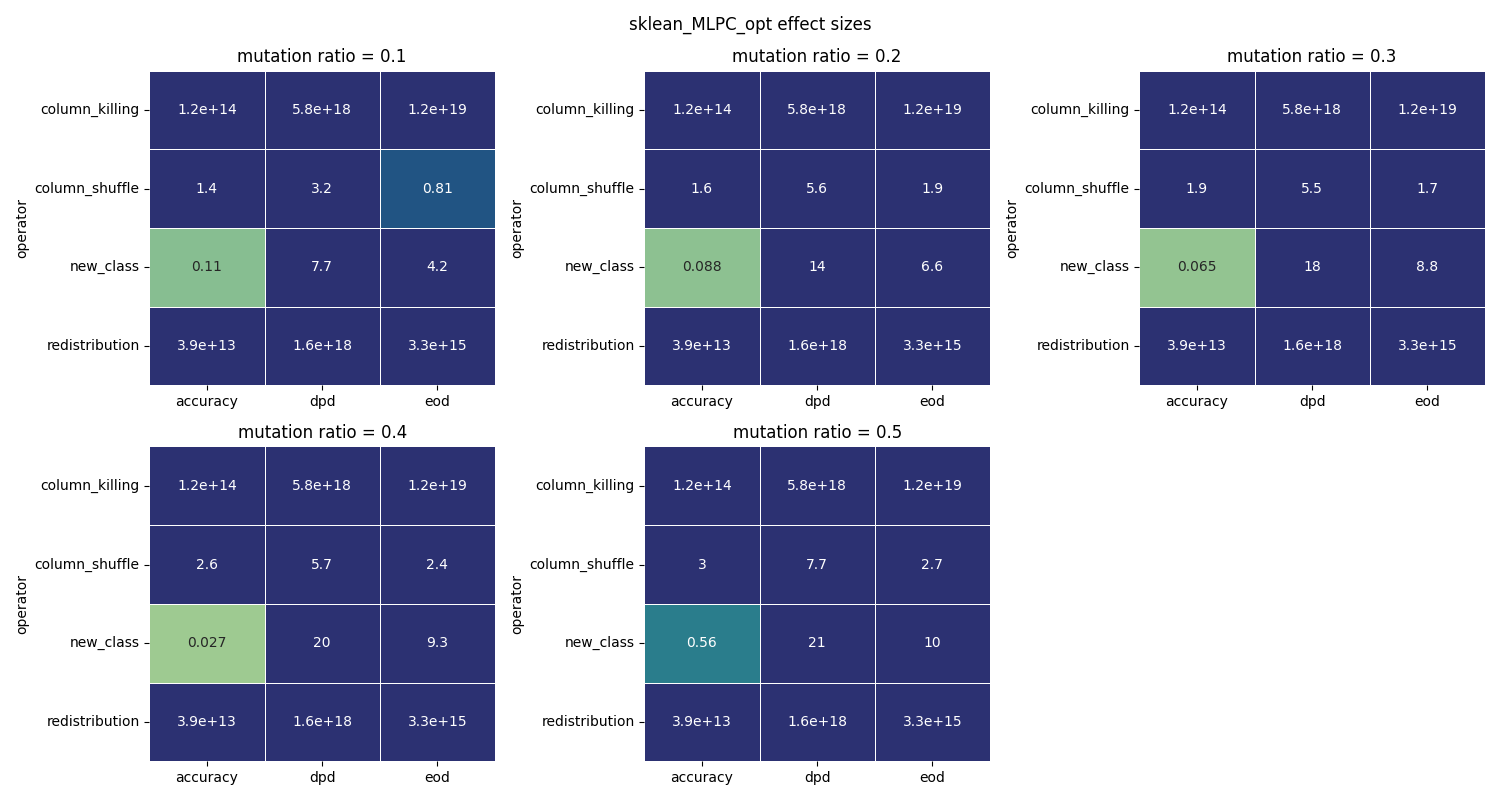 sklean_MLPC_opt effect sizes
mutation ratio = 0.1
operator
column_killing 1.2e+14 5.8e+18 1.2e+19
column_shuffle 1.4 3.2 0.81
new_class 0.11 7.7 4.2
redistribution 3.9e+13 1.6e+18 3.3e+15
accuracy dpd eod
mutation ratio = 0.2
operator
column_killing 1.2e+14 5.8e+18 1.2e+19
column_shuffle 1.6 5.6 1.9
new_class 0.088 14 6.6
redistribution 3.9e+13 1.6e+18 3.3e+15
accuracy dpd eod
mutation ratio = 0.3
operator
column_killing 1.2e+14 5.8e+18 1.2e+19
column_shuffle 1.9 5.5 1.7
new_class 0.065 18 8.8
redistribution 3.9e+13 1.6e+18 3.3e+15
accuracy dpd eod
mutation ratio = 0.4
operator
column_killing 1.2e+14 5.8e+18 1.2e+19
column_shuffle 2.6 5.7 2.4
new_class 0.027 20 9.3
redistribution 3.9e+13 1.6e+18 3.3e+15
accuracy dpd eod
mutation ratio = 0.5
operator
column_killing 1.2e+14 5.8e+18 1.2e+19
column_shuffle 3 7.7 2.7
new_class 0.56 21 10
redistribution 3.9e+13 1.6e+18 3.3e+15
accuracy dpd eod